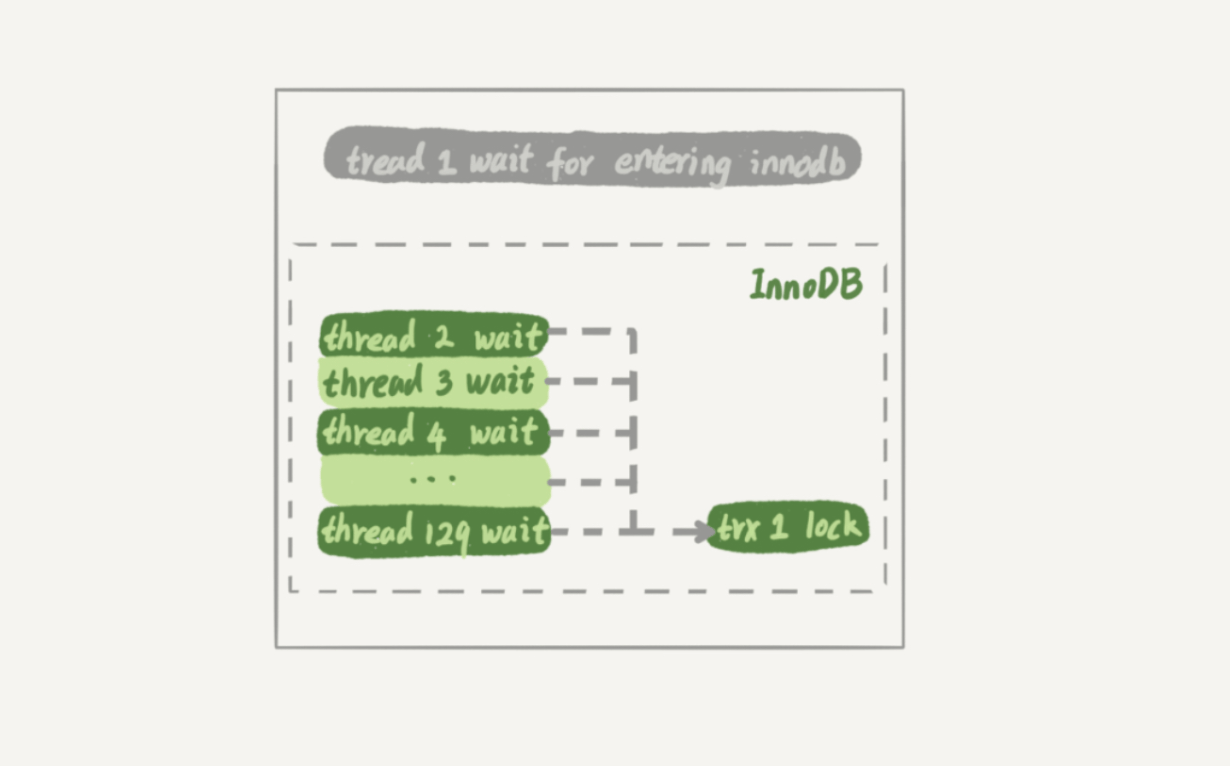 tread 1 wait for entering innodb
InnoDB
thread 2 wait
thread 3 wait
thread 4 wait
...
thread 129 wait
trx 1 lock